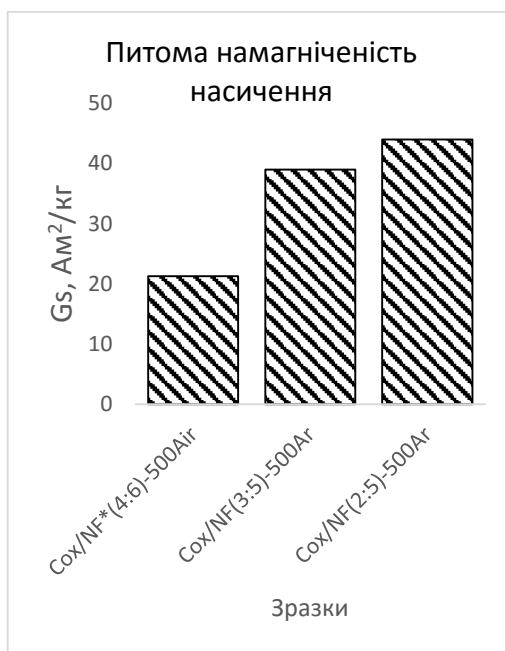 Питома намагніченість
насичення
Gs, Ам²/кг
50
40
30
20
10
0
Cox/NF*(4:6)-500Air
Cox/NF(3:5)-500Ar
Cox/NF(2:5)-500Ar
Зразки